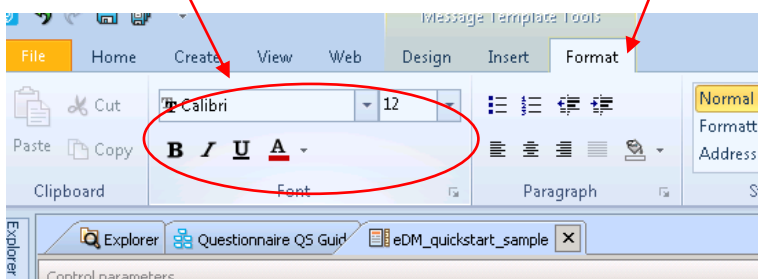 Message Template Tools
File Home Create View Web Design Insert Format
Cut
Calibri 12
Normal
Paste Copy
B I U A
Formatt
Address
Clipboard Font Paragraph S
Explorer
Explorer Questionnaire QS Guid eDM_quickstart_sample
Control parameters